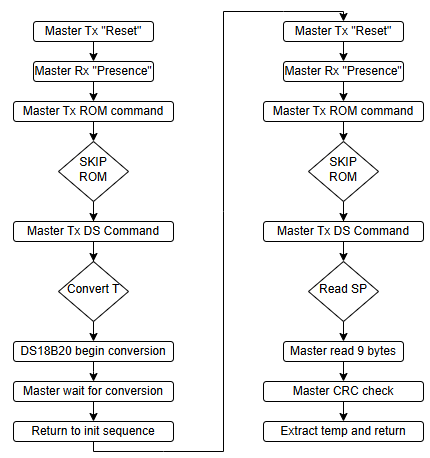 Master Tx "Reset"
Master Rx "Presence"
Master Tx ROM command
SKIP
ROM
Master Tx DS Command
Convert T
DS18B20 begin conversion
Master wait for conversion
Return to init sequence
Master Tx "Reset"
Master Rx "Presence"
Master Tx ROM command
SKIP
ROM
Master Tx DS Command
Read SP
Master read 9 bytes
Master CRC check
Extract temp and return